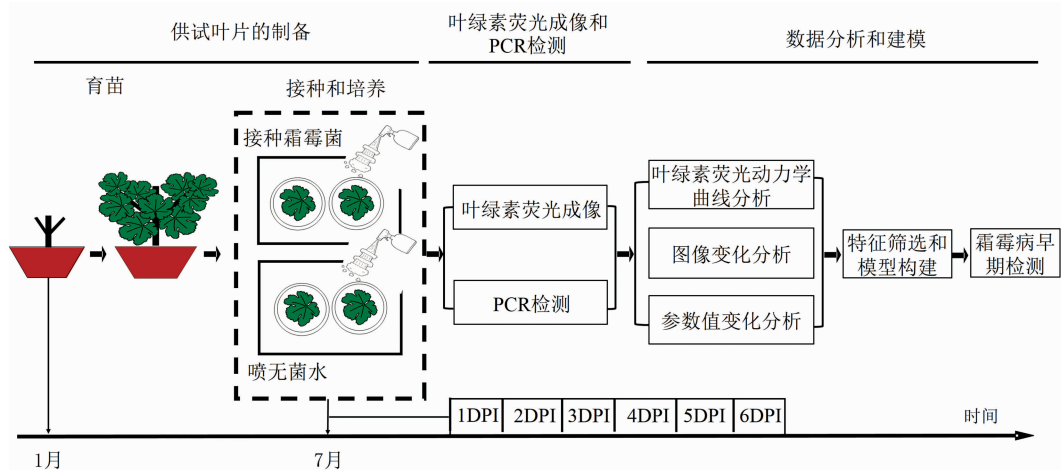 供试叶片的制备
叶绿素荧光成像和
PCR检测
数据分析和建模
育苗
接种和培养
接种霜霉菌
喷无菌水
叶绿素荧光成像
PCR检测
叶绿素荧光动力学
曲线分析
图像变化分析
参数值变化分析
特征筛选和
模型构建
霜霉病早
期检测
1DPI
2DPI
3DPI
4DPI
5DPI
6DPI
时间
1月
7月